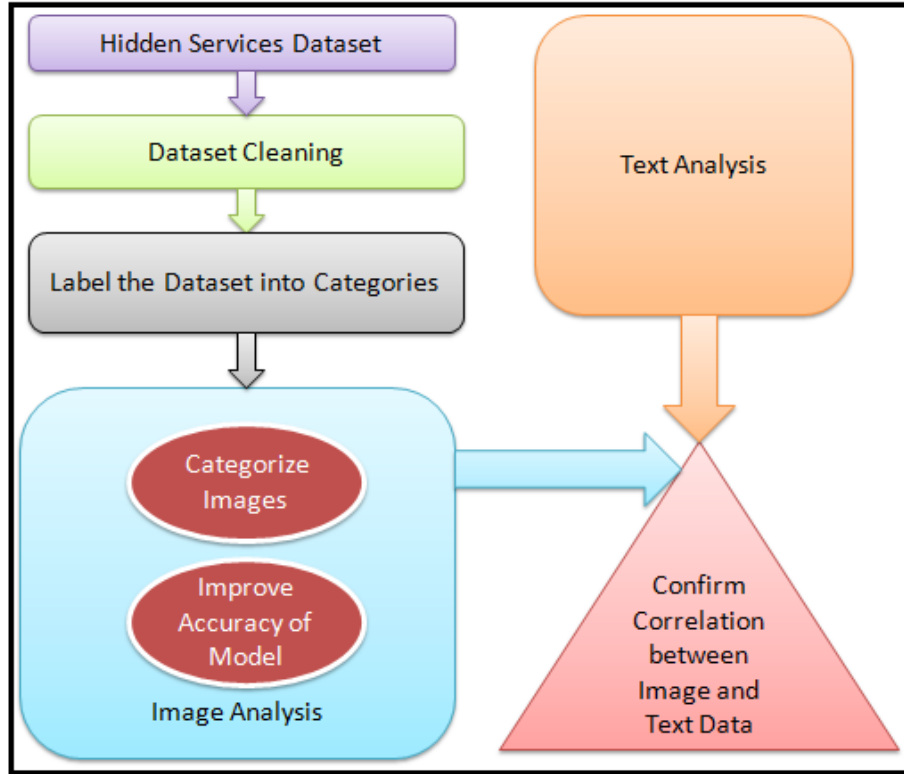 Hidden Services Dataset
Dataset Cleaning
Label the Dataset into Categories
Categorize
Images
Improve
Accuracy of
Model
Image Analysis
Text Analysis
Confirm
Correlation
between
Image and
Text Data